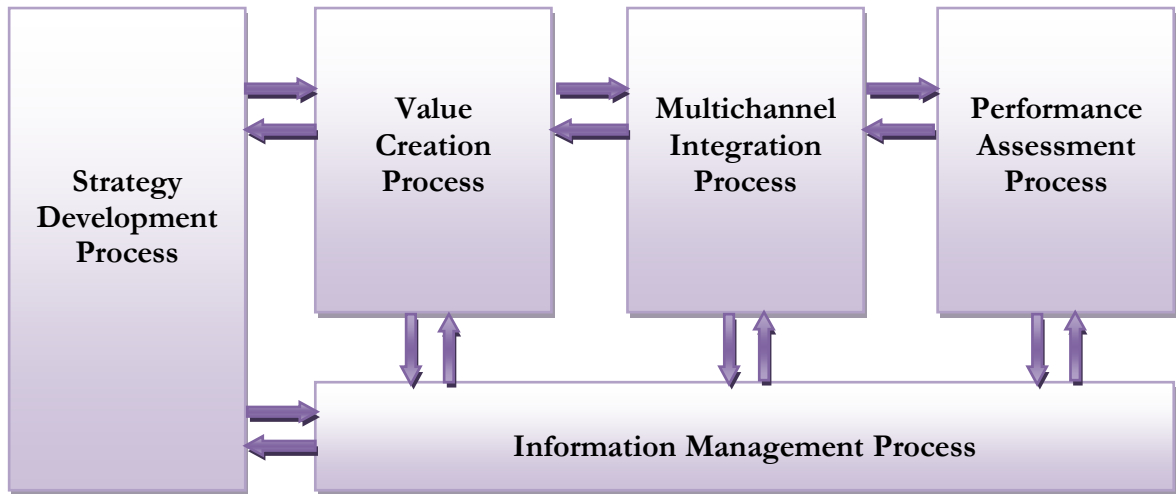 Strategy
Development
Process
Value
Creation
Process
Multichannel
Integration
Process
Performance
Assessment
Process
Information Management Process